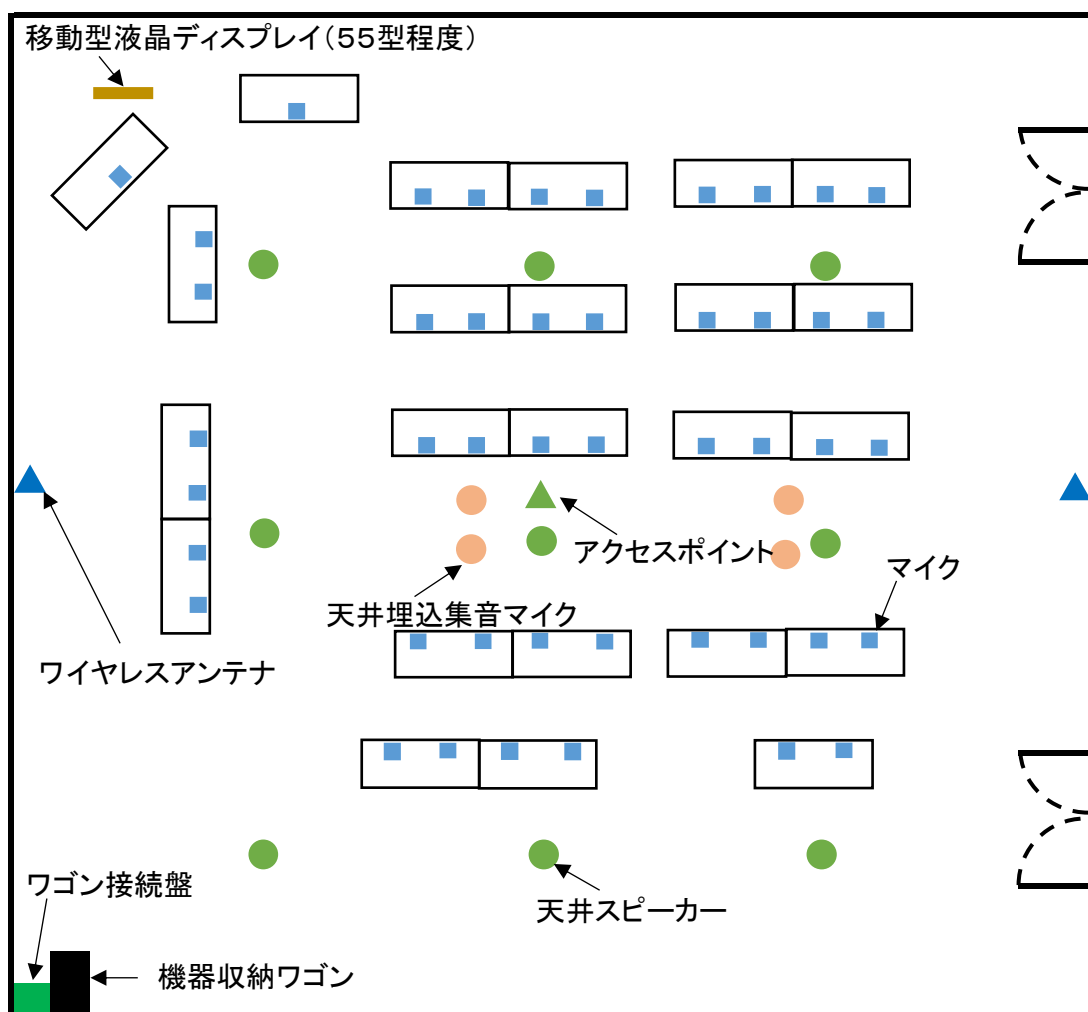 移動型液晶ディスプレイ(５５型程度)
アクセスポイント
マイク
天井埋込集音マイク
ワイヤレスアンテナ
ワゴン接続盤
天井スピーカー
機器収納ワゴン